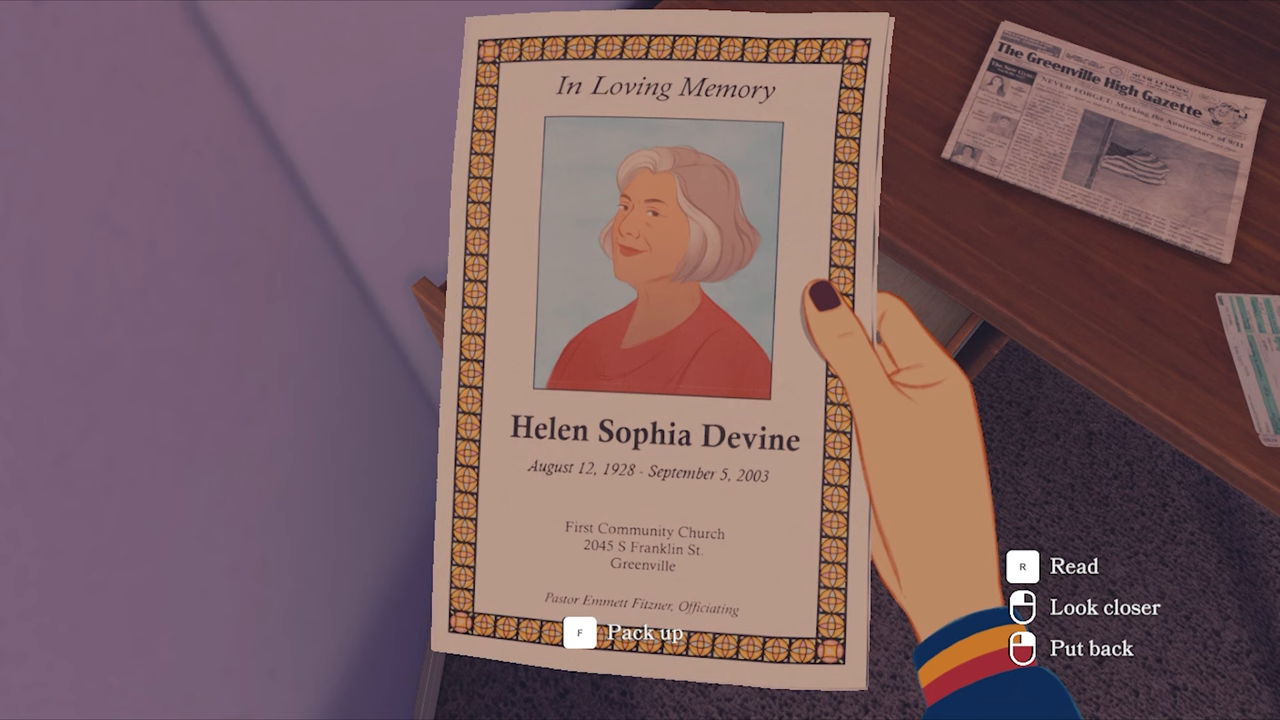 In Loving Memory
Helen Sophia Devine
August 12, 1928 - September 5, 2003
First Community Church
2045 S Franklin St.
Greenville
Pastor Emmett Fitzner, Officiating
F Pack up
The Greenville High Gazette
NEVER FORGET: Marking the Anniversary of 9/11
R Read
Look closer
Put back